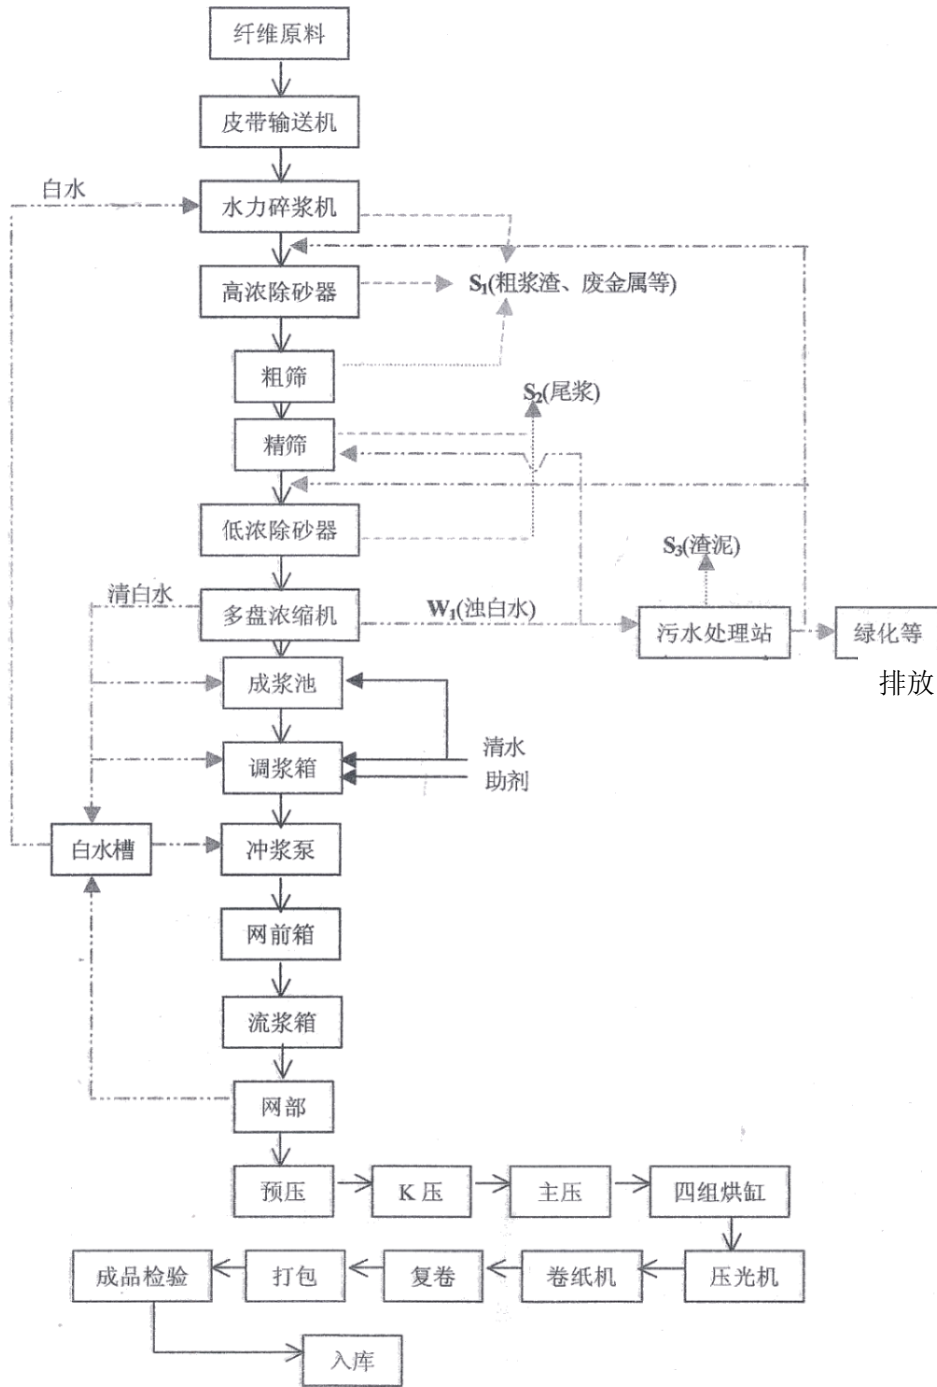 纤维原料
皮带输送机
白水
水力碎浆机
高浓除砂器
S₁(粗浆渣、废金属等)
粗筛
S₂(尾浆)
精筛
低浓除砂器
S₃(渣泥)
清白水
多盘浓缩机
W₁(浊白水)
污水处理站
绿化等
排放
成浆池
清水
调浆箱
助剂
白水槽
冲浆泵
网前箱
流浆箱
网部
预压
K 压
主压
四组烘缸
成品检验
打包
复卷
卷纸机
压光机
入库